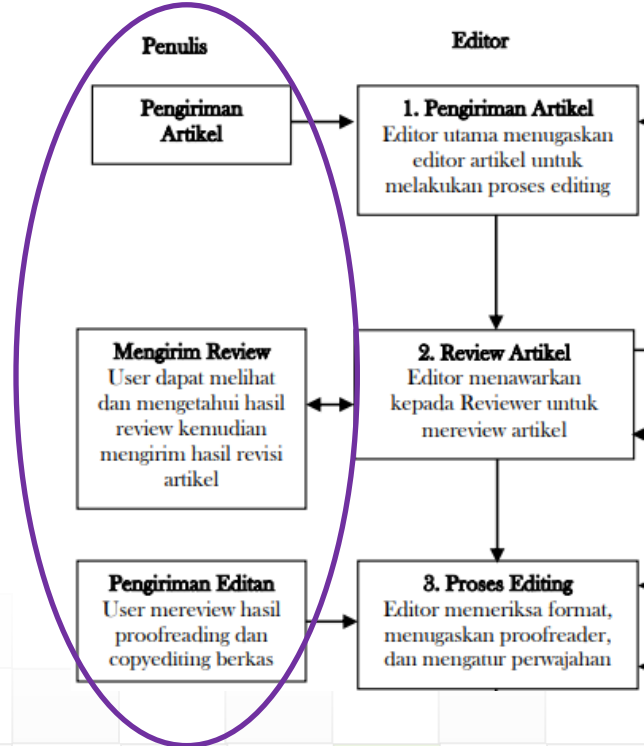 Penulis
Editor
Pengiriman
Artikel
1. Pengiriman Artikel
Editor utama menugaskan
editor artikel untuk
melakukan proses editing
Mengirim Review
User dapat melihat
dan mengetahui hasil
review kemudian
mengirim hasil revisi
artikel
2. Review Artikel
Editor menawarkan
kepada Reviewer untuk
mereview artikel
Pengiriman Editan
User mereview hasil
proofreading dan
copyediting berkas
3. Proses Editing
Editor memeriksa format,
menugaskan proofreader,
dan mengatur perwajahan